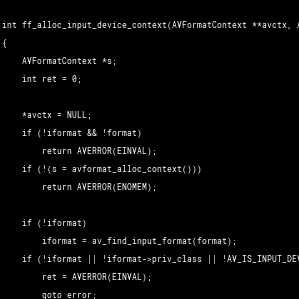 int ff_alloc_input_device_context(AVFormatContext **avctx,
{
    AVFormatContext *s;
    int ret = 0;

    *avctx = NULL;
    if (!iformat && !format)
        return AVERROR(EINVAL);
    if (!(s = avformat_alloc_context()))
        return AVERROR(ENOMEM);

    if (!iformat)
        iformat = av_find_input_format(format);
    if (!iformat || !iformat->priv_class || !AV_IS_INPUT_DEV
        ret = AVERROR(EINVAL);
        goto error;